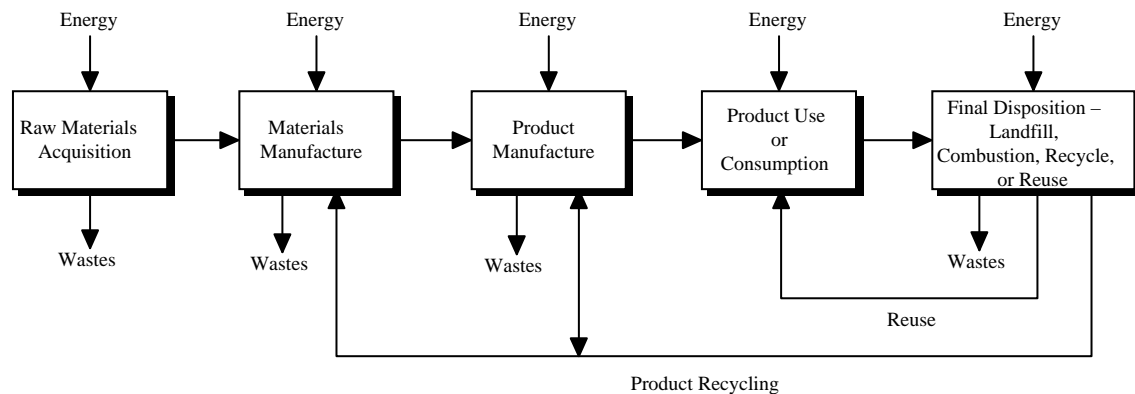 Energy
Energy
Energy
Energy
Energy
Raw Materials
Acquisition
Materials
Manufacture
Product
Manufacture
Product Use
or
Consumption
Final Disposition –
Landfill,
Combustion, Recycle,
or Reuse
Wastes
Wastes
Wastes
Wastes
Reuse
Product Recycling